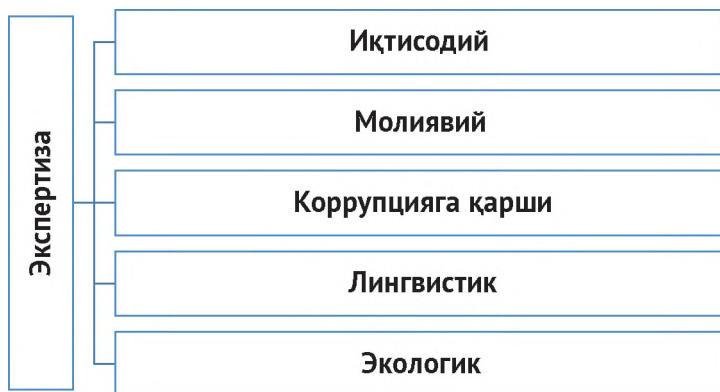 Экспертиза
Иқтисодий
Молиявий
Коррупцияга қарши
Лингвистик
Экологик